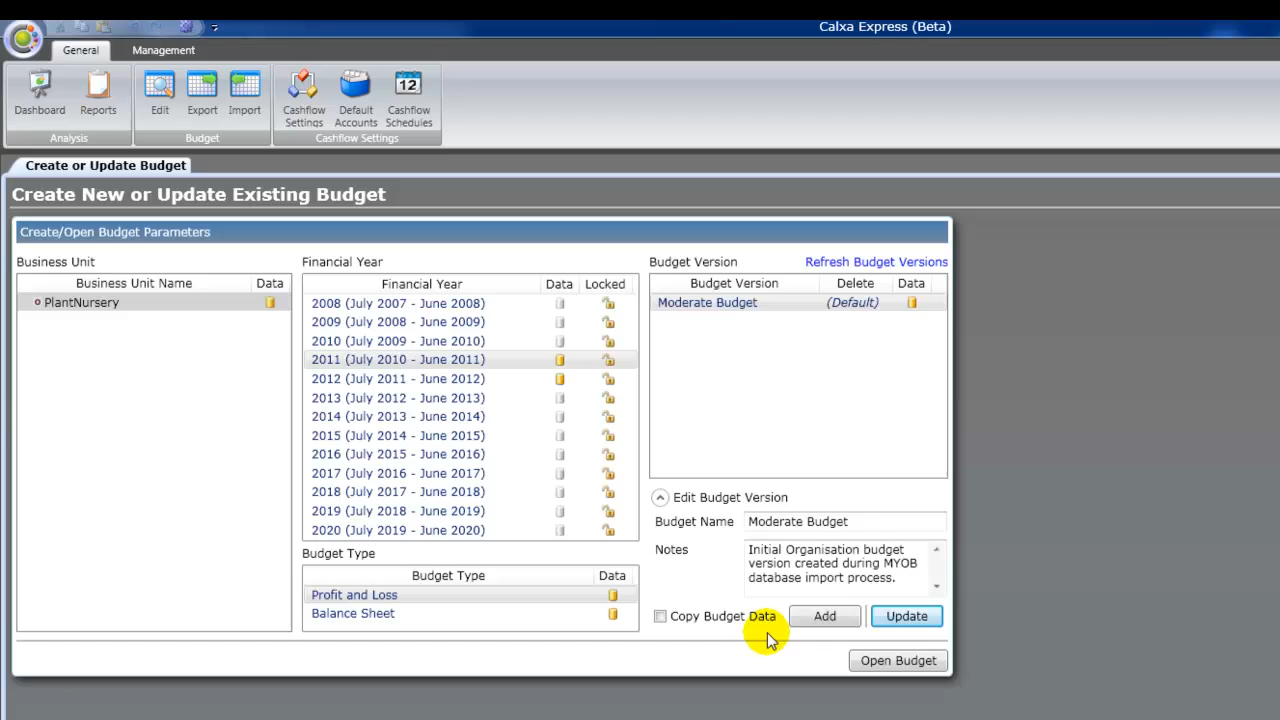 Calxa Express (Beta)
General
Management
Dashboard
Reports
Edit
Export
Import
Cashflow
Settings
Default
Accounts
12
Cashflow
Schedules
Analysis
Budget
Cashflow Settings
Create or Update Budget
Create New or Update Existing Budget
Create/Open Budget Parameters
Business Unit
Business Unit Name
Data
PlantNursery
Financial Year
Financial Year
Data
Locked
2008 (July 2007 - June 2008)
2009 (July 2008 - June 2009)
2010 (July 2009 - June 2010)
2011 (July 2010 - June 2011)
2012 (July 2011 - June 2012)
2013 (July 2012 - June 2013)
2014 (July 2013 - June 2014)
2015 (July 2014 - June 2015)
2016 (July 2015 - June 2016)
2017 (July 2016 - June 2017)
2018 (July 2017 - June 2018)
2019 (July 2018 - June 2019)
2020 (July 2019 - June 2020)
Budget Type
Budget Type
Data
Profit and Loss
Balance Sheet
Budget Version
Refresh Budget Versions
Budget Version
Delete
Data
Moderate Budget
(Default)
Edit Budget Version
Budget Name
Moderate Budget
Notes
Initial Organisation budget
version created during MYOB
database import process.
Copy Budget Data
Add
Update
Open Budget